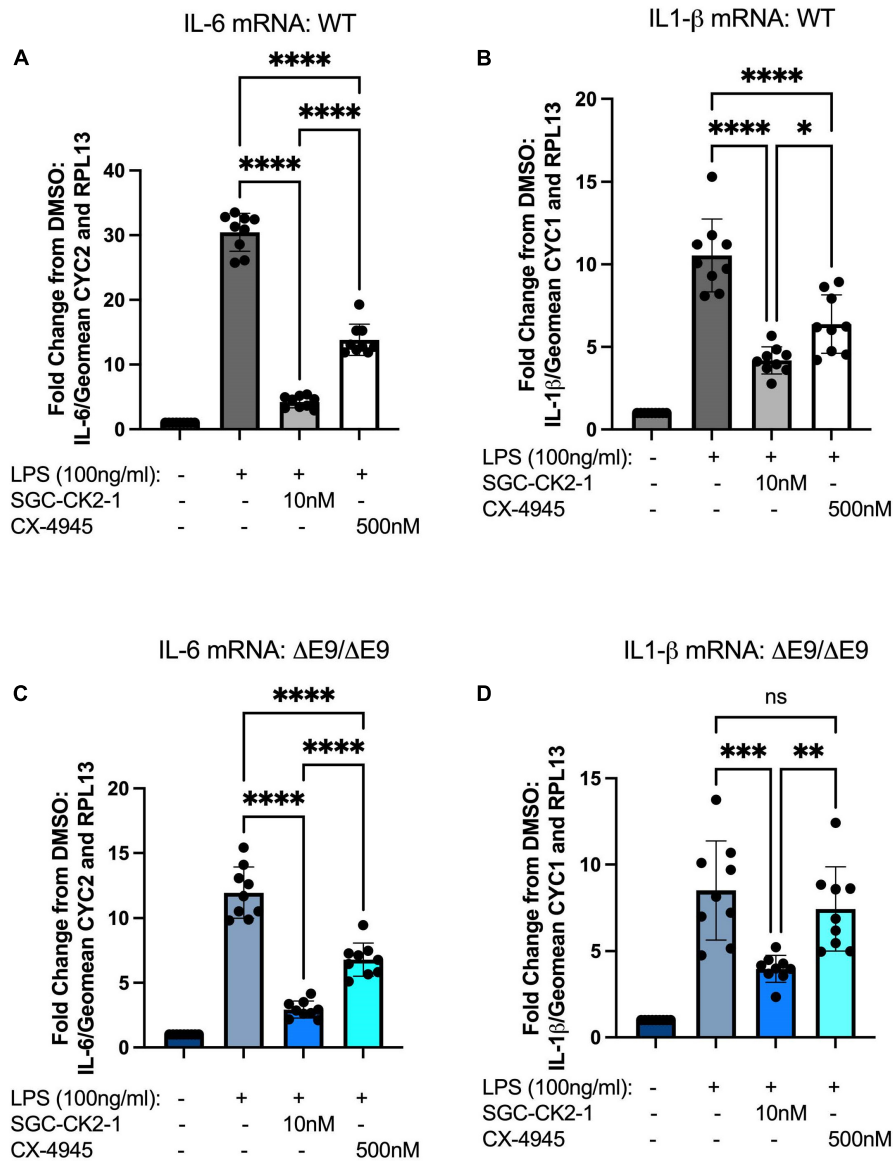 IL-6 mRNA: WT
A
****
****
****
Fold Change from DMSO:
IL-6/Geomean CYC2 and RPL13
40
30
20
10
0
LPS (100ng/ml): - + + +
SGC-CK2-1 - - 10nM -
CX-4945 - - - 500nM
IL1-β mRNA: WT
B
****
**** *
Fold Change from DMSO:
IL-1β/Geomean CYC1 and RPL13
20
15
10
5
0
LPS (100ng/ml): - + + +
SGC-CK2-1 - - 10nM -
CX-4945 - - - 500nM
IL-6 mRNA: ΔE9/ΔE9
C
****
****
****
Fold Change from DMSO:
IL-6/Geomean CYC2 and RPL13
20
15
10
5
0
LPS (100ng/ml): - + + +
SGC-CK2-1 - - 10nM -
CX-4945 - - - 500nM
IL1-β mRNA: ΔE9/ΔE9
D
ns
*** **
Fold Change from DMSO:
IL-1β/Geomean CYC1 and RPL13
15
10
5
0
LPS (100ng/ml): - + + +
SGC-CK2-1 - - 10nM -
CX-4945 - - - 500nM